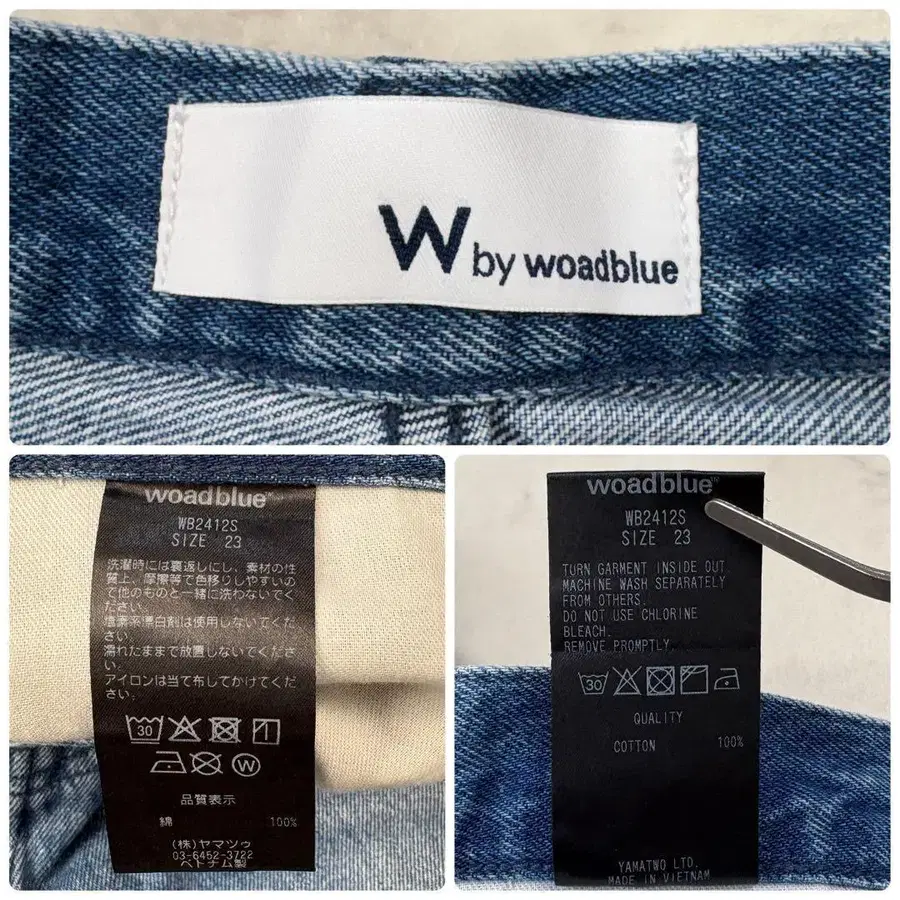 W by woadblue
woadblue™
WB2412S
SIZE 23
洗濯時には裏返しにし、素材の性
質上、摩擦等で色移りしやすいの
で他のものと一緒に洗わないでく
ださい。
塩素系漂白剤は使用しないでくだ
さい。
濡れたままで放置しないでくださ
い。
アイロンは当て布してかけてくだ
さい。
30
W
品質表示
綿 100%
(株)ヤマツゥ
03-6452-3722
ベトナム製
woadblue™
WB2412S
SIZE 23
TURN GARMENT INSIDE OUT.
MACHINE WASH SEPARATELY
FROM OTHERS.
DO NOT USE CHLORINE
BLEACH.
REMOVE PROMPTLY.
30
QUALITY
COTTON 100%
YAMATWO LTD.
MADE IN VIETNAM